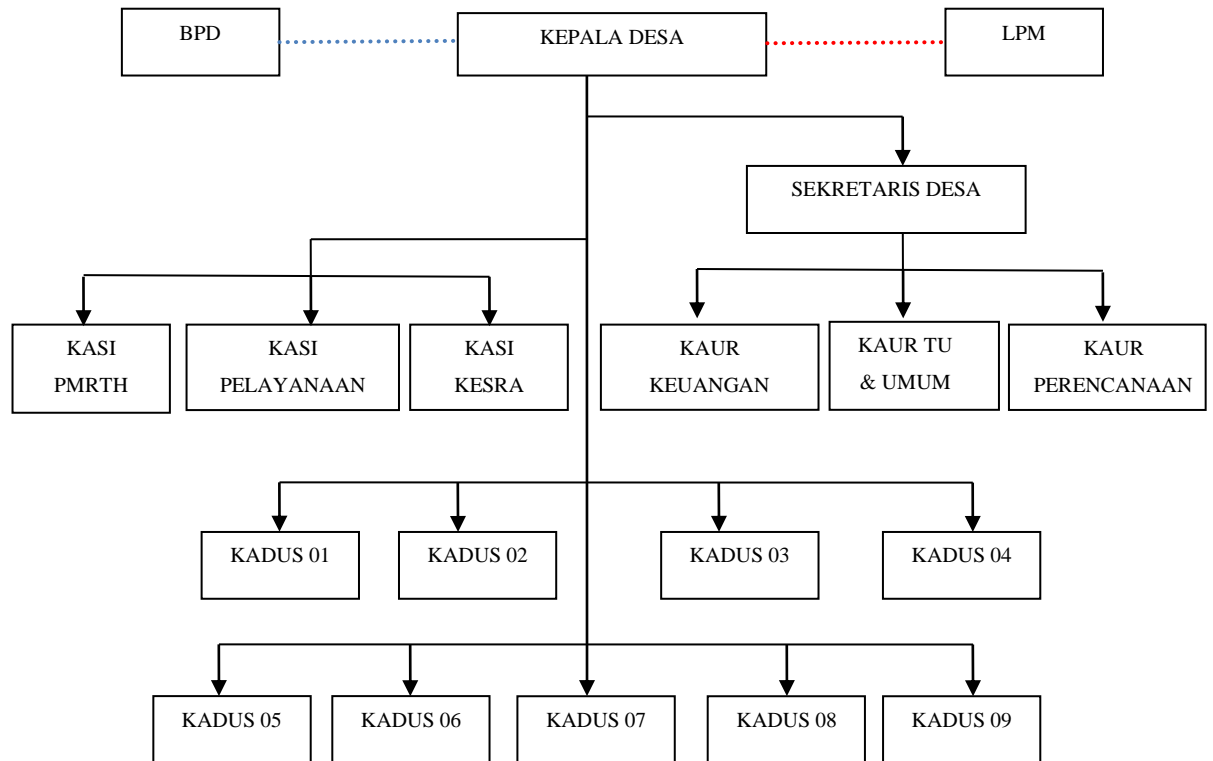 BPD
KEPALA DESA
LPM
SEKRETARIS DESA
KASI
PMRTH
KASI
PELAYANAAN
KASI
KESRA
KAUR
KEUANGAN
KAUR TU
& UMUM
KAUR
PERENCANAAN
KADUS 01
KADUS 02
KADUS 03
KADUS 04
KADUS 05
KADUS 06
KADUS 07
KADUS 08
KADUS 09